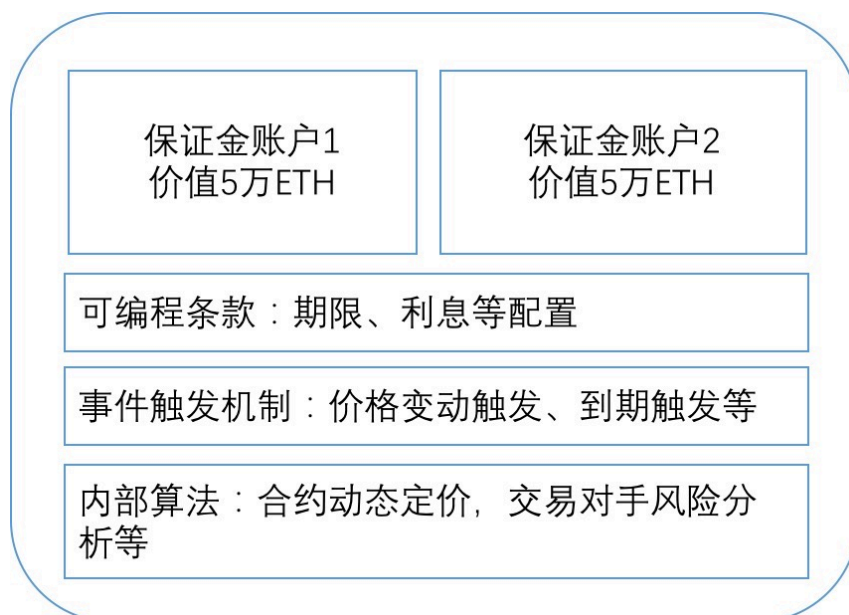 保证金账户1
价值5万ETH
保证金账户2
价值5万ETH
可编程条款：期限、利息等配置
事件触发机制：价格变动触发、到期触发等
内部算法：合约动态定价，交易对手风险分
析等